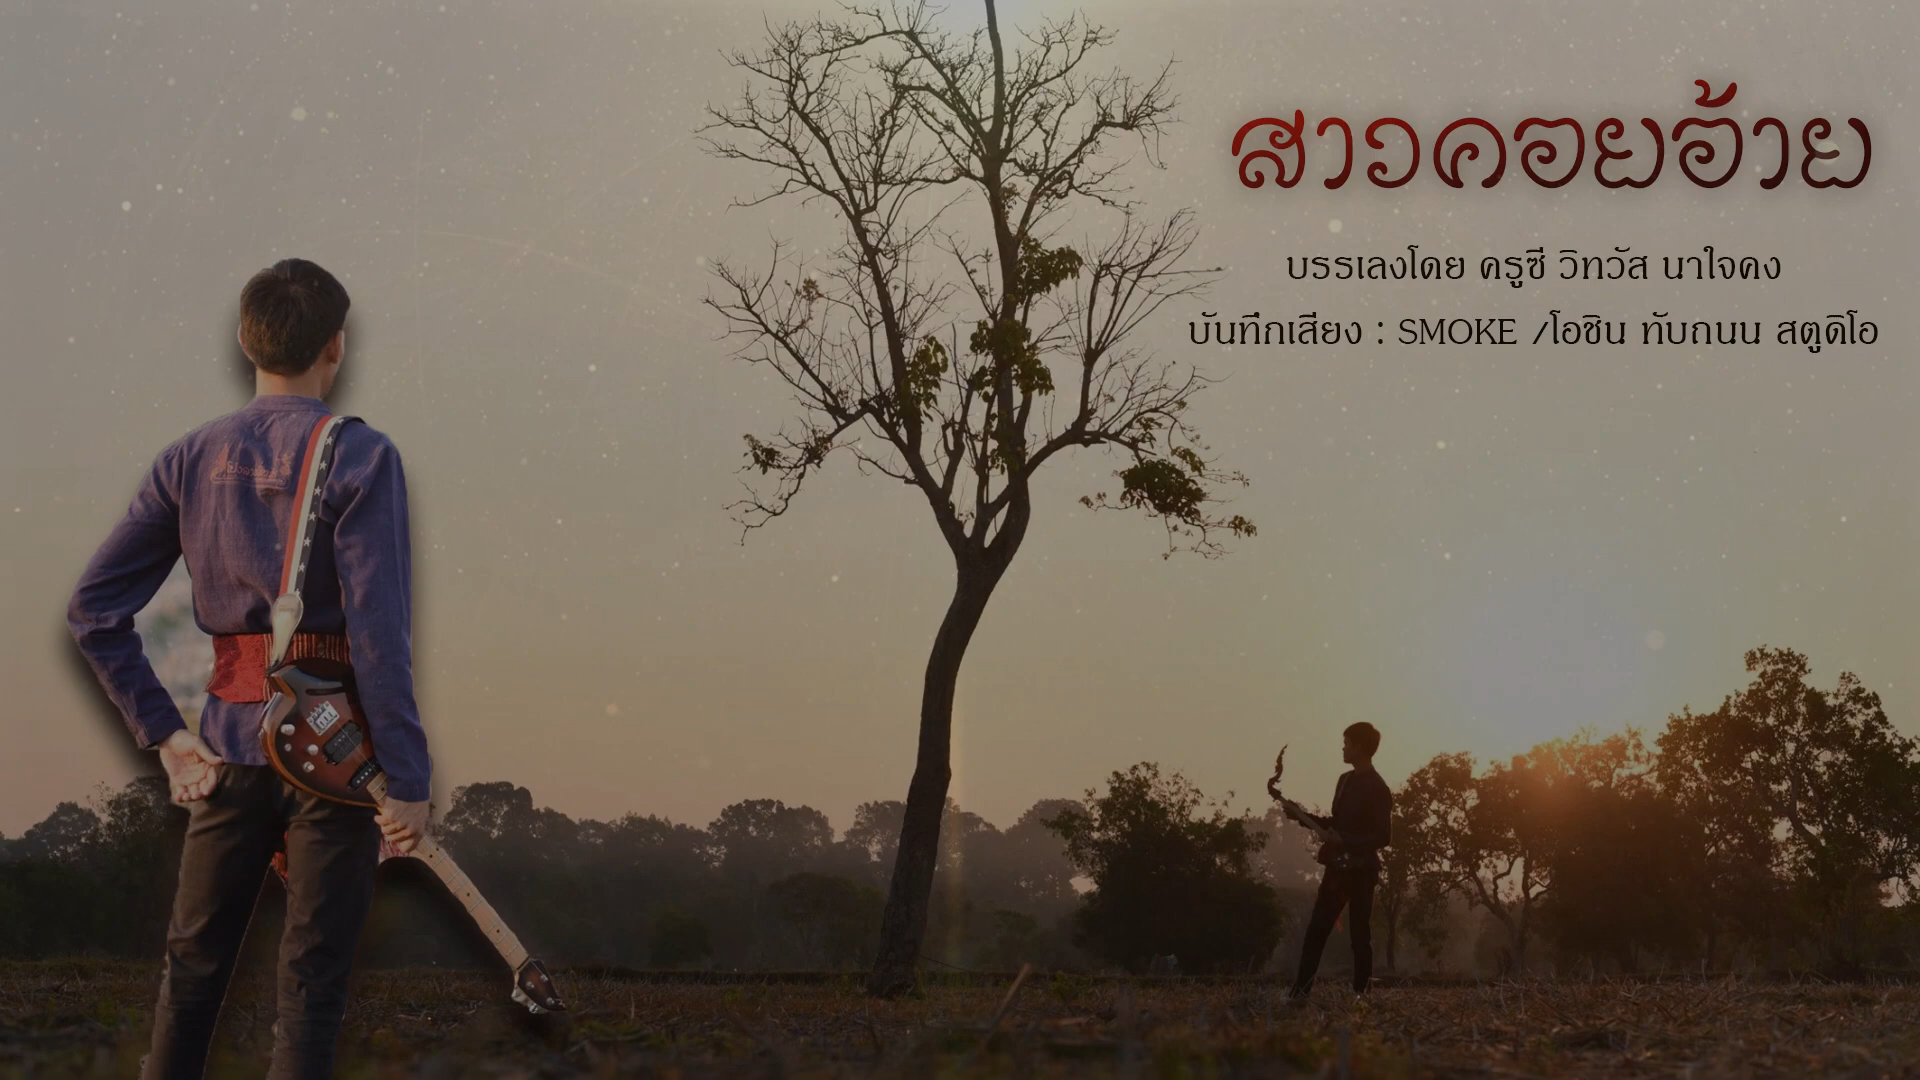 สาวคอยอ้าย
บรรเลงโดย ครูซี วิทวัส นาใจคง
บันทึกเสียง : SMOKE /โอชิน ทับถนน สตูดิโอ